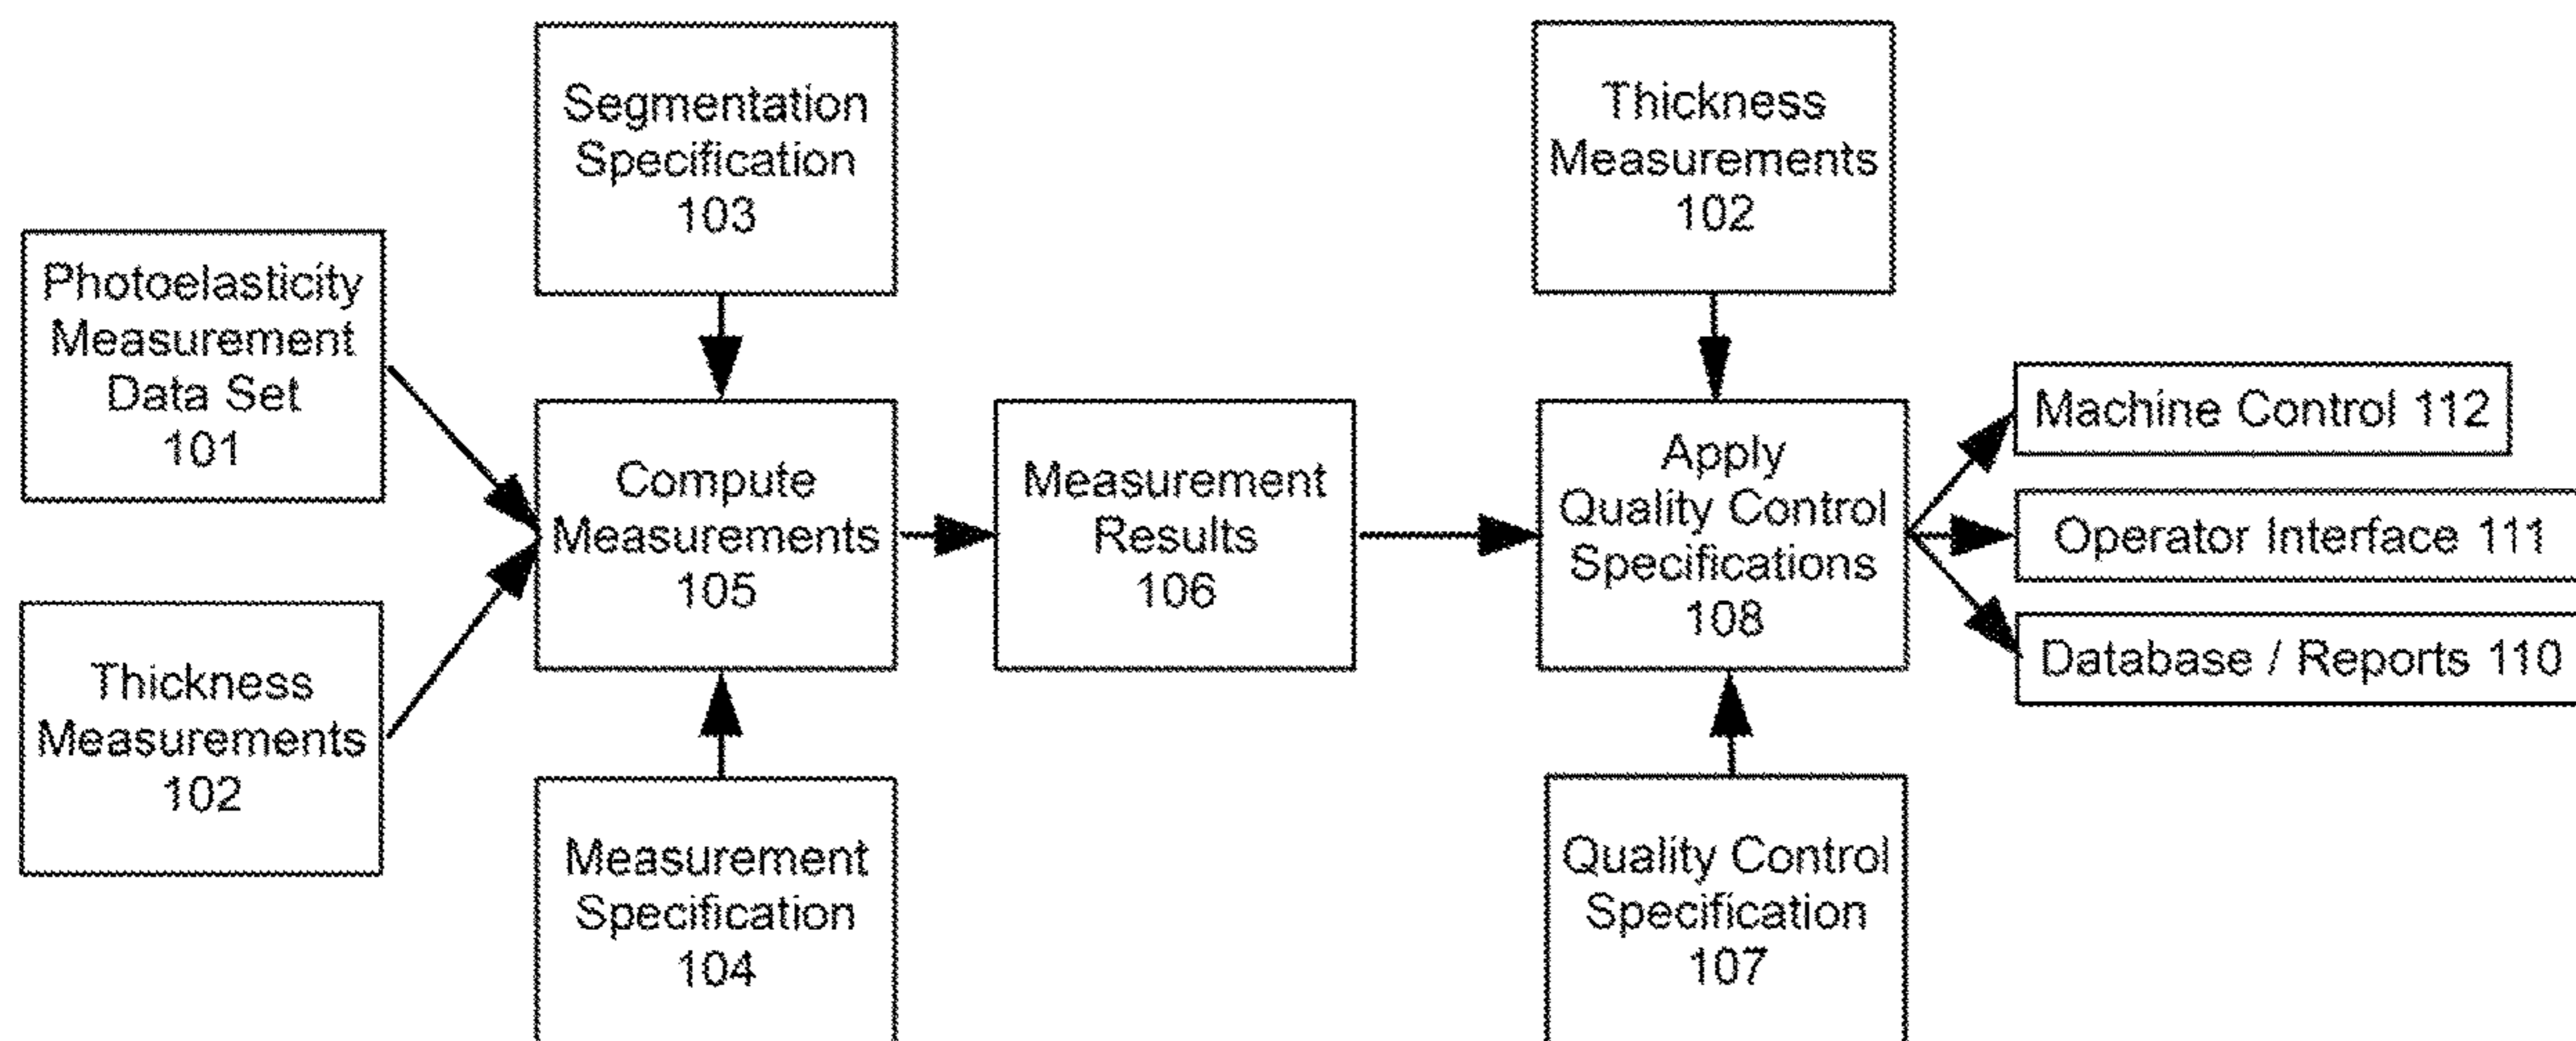 Photoelasticity
Measurement
Data Set
101
Thickness
Measurements
102
Segmentation
Specification
103
Compute
Measurements
105
Measurement
Specification
104
Measurement
Results
106
Thickness
Measurements
102
Apply
Quality Control
Specifications
108
Quality Control
Specification
107
Machine Control 112
Operator Interface 111
Database / Reports 110